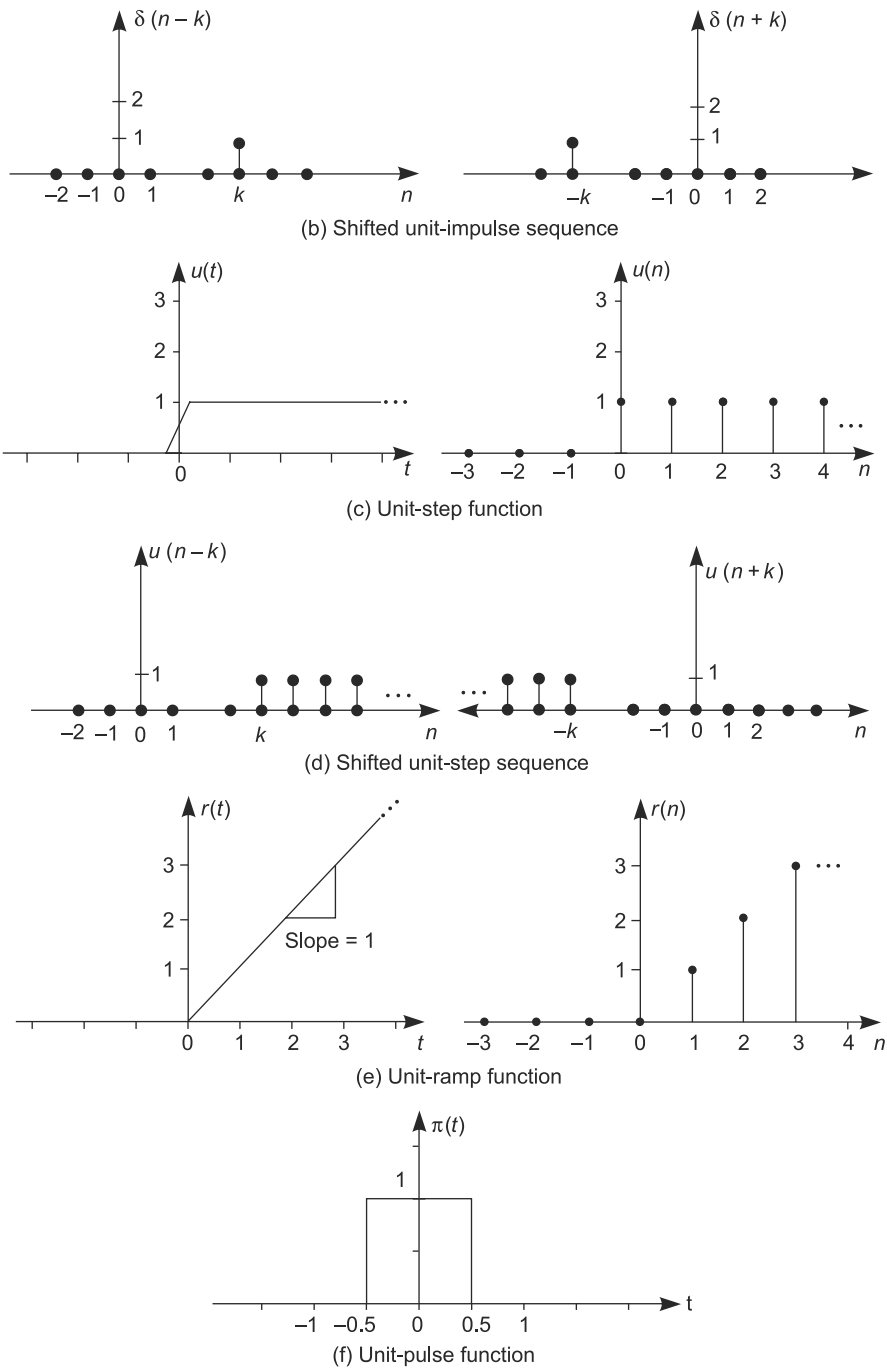 δ (n – k)
δ (n + k)
2
1
2
1
–2 –1 0 1 k n
–k –1 0 1 2
(b) Shifted unit-impulse sequence
u(t)
u(n)
3
2
1
3
2
1
0 t
–3 –2 –1 0 1 2 3 4 n
(c) Unit-step function
u (n – k)
u (n + k)
1
1
–2 –1 0 1 k n
–k –1 0 1 2 n
(d) Shifted unit-step sequence
r(t)
r(n)
3
2
1
Slope = 1
3
2
1
0 1 2 3 t
–3 –2 –1 0 1 2 3 4 n
(e) Unit-ramp function
π(t)
1
t
–1 –0.5 0 0.5 1
(f) Unit-pulse function